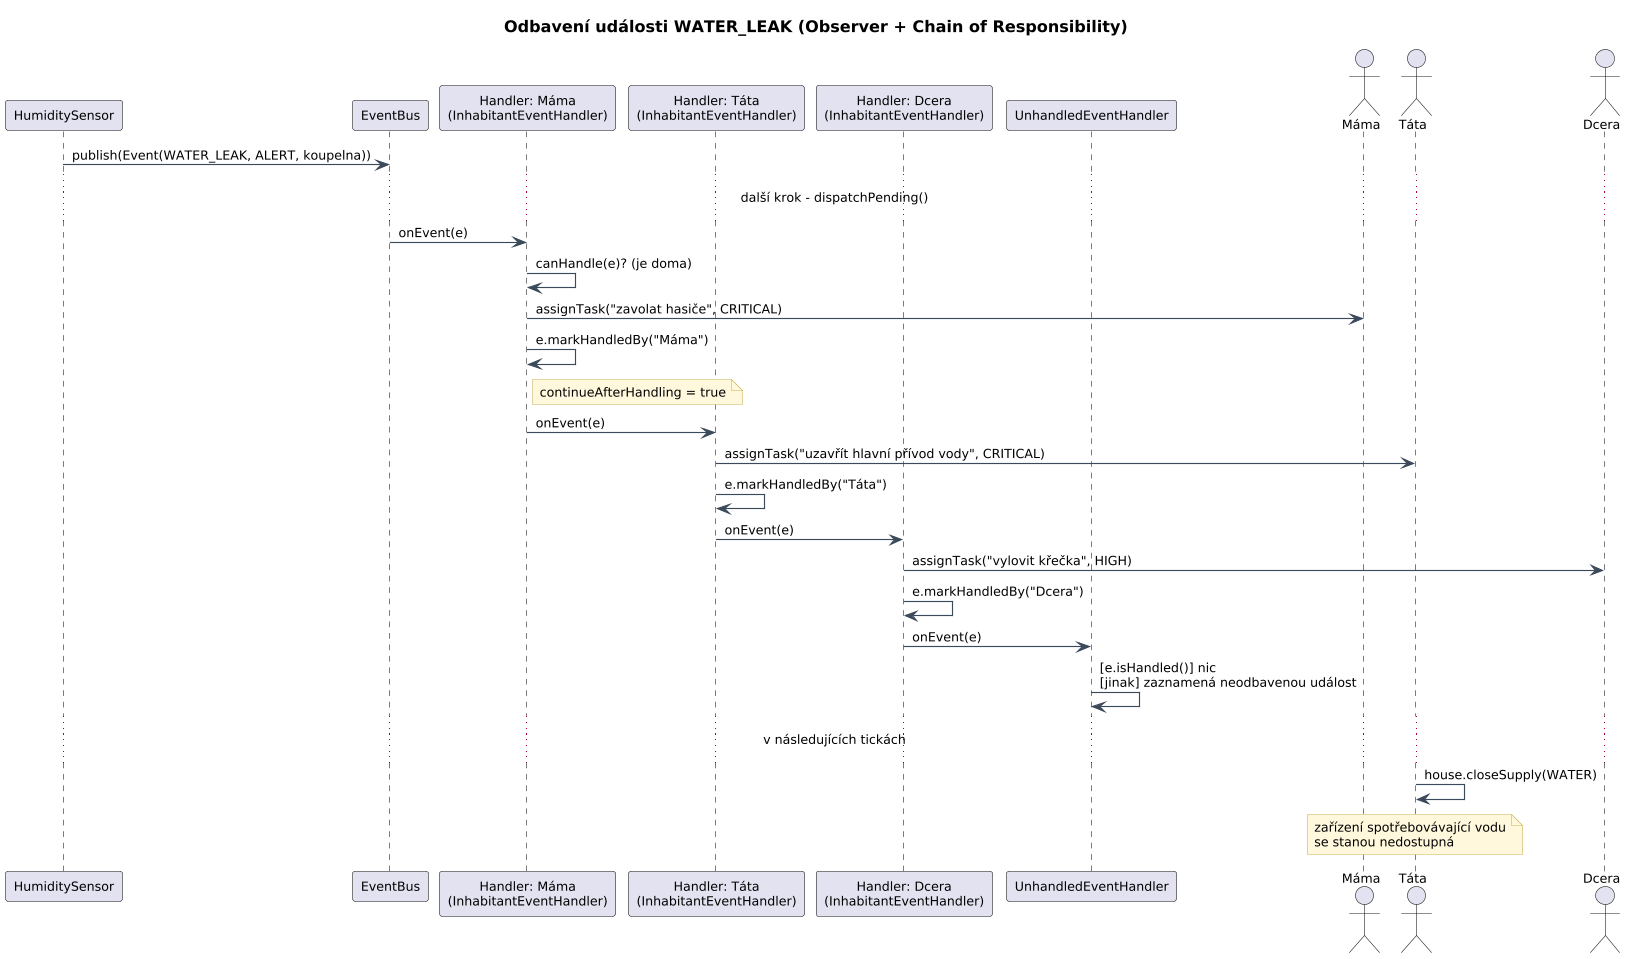 Odbavení události WATER_LEAK (Observer + Chain of Responsibility)
HumiditySensor
EventBus
Handler: Máma
(InhabitantEventHandler)
Handler: Táta
(InhabitantEventHandler)
Handler: Dcera
(InhabitantEventHandler)
UnhandledEventHandler
Máma
Táta
Dcera
publish(Event(WATER_LEAK, ALERT, koupelna))
další krok - dispatchPending()
onEvent(e)
canHandle(e)? (je doma)
assignTask("zavolat hasiče", CRITICAL)
e.markHandledBy("Máma")
continueAfterHandling = true
onEvent(e)
assignTask("uzavřít hlavní přívod vody", CRITICAL)
e.markHandledBy("Táta")
onEvent(e)
assignTask("vylovit křečka", HIGH)
e.markHandledBy("Dcera")
onEvent(e)
[e.isHandled()] nic
[jinak] zaznamená neodbavenou událost
v následujících tickách
house.closeSupply(WATER)
zařízení spotřebovávající vodu
se stanou nedostupná
HumiditySensor
EventBus
Handler: Máma
(InhabitantEventHandler)
Handler: Táta
(InhabitantEventHandler)
Handler: Dcera
(InhabitantEventHandler)
UnhandledEventHandler
Máma
Táta
Dcera